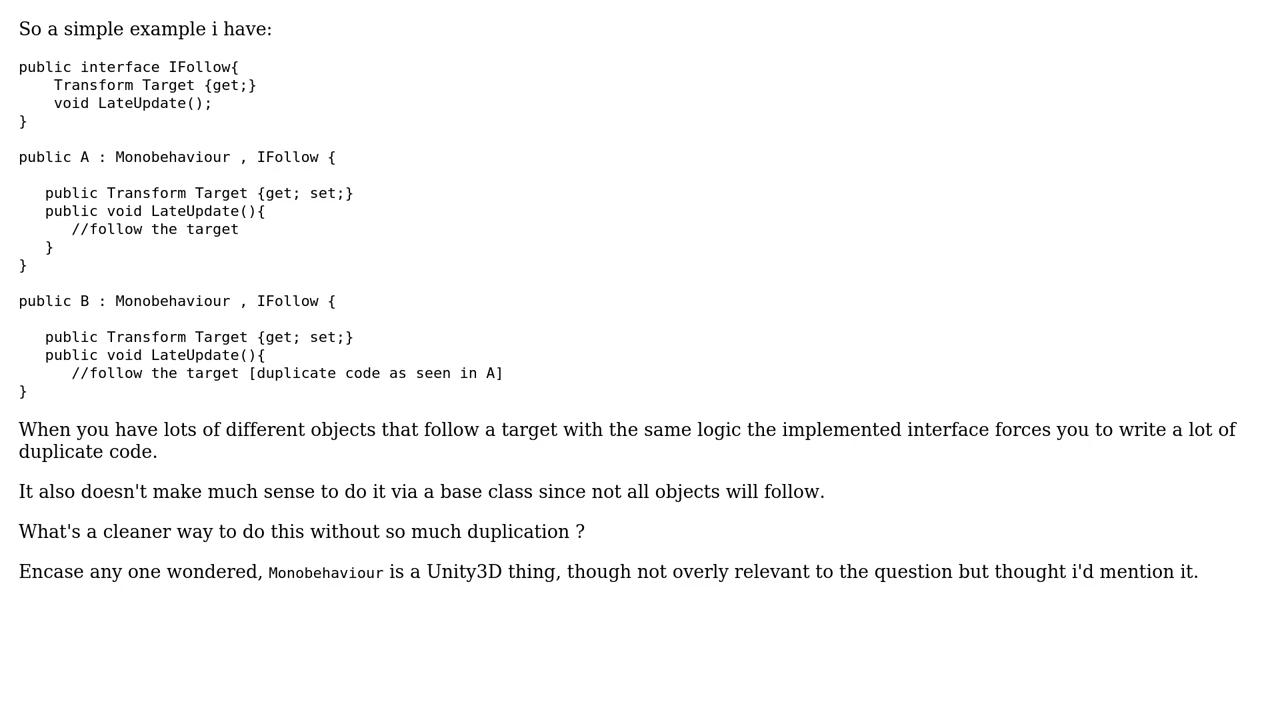 So a simple example i have:
public interface IFollow{
    Transform Target {get;}
    void LateUpdate();
}
public A : Monobehaviour , IFollow {
   public Transform Target {get; set;}
   public void LateUpdate(){
      //follow the target
   }
}
public B : Monobehaviour , IFollow {
   public Transform Target {get; set;}
   public void LateUpdate(){
      //follow the target [duplicate code as seen in A]
}
When you have lots of different objects that follow a target with the same logic the implemented interface forces you to write a lot of
duplicate code.
It also doesn't make much sense to do it via a base class since not all objects will follow.
What's a cleaner way to do this without so much duplication ?
Encase any one wondered, Monobehaviour is a Unity3D thing, though not overly relevant to the question but thought i'd mention it.